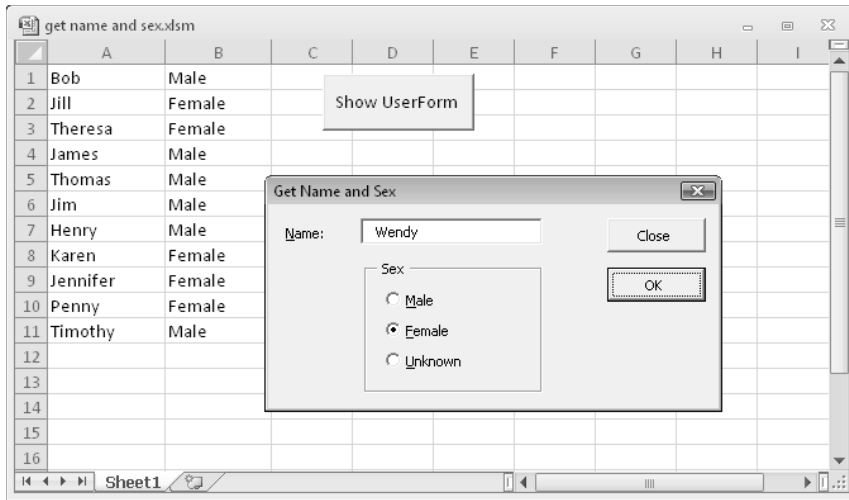 get name and sex.xlsm
A B C D E F G H I
1 Bob Male
2 Jill Female
Show UserForm
3 Theresa Female
4 James Male
5 Thomas Male
Get Name and Sex
6 Jim Male
7 Henry Male
Name: Wendy
Close
8 Karen Female
Sex
9 Jennifer Female
Male
OK
10 Penny Female
11 Timothy Male
Female
12
Unknown
13
14
15
16
Sheet1